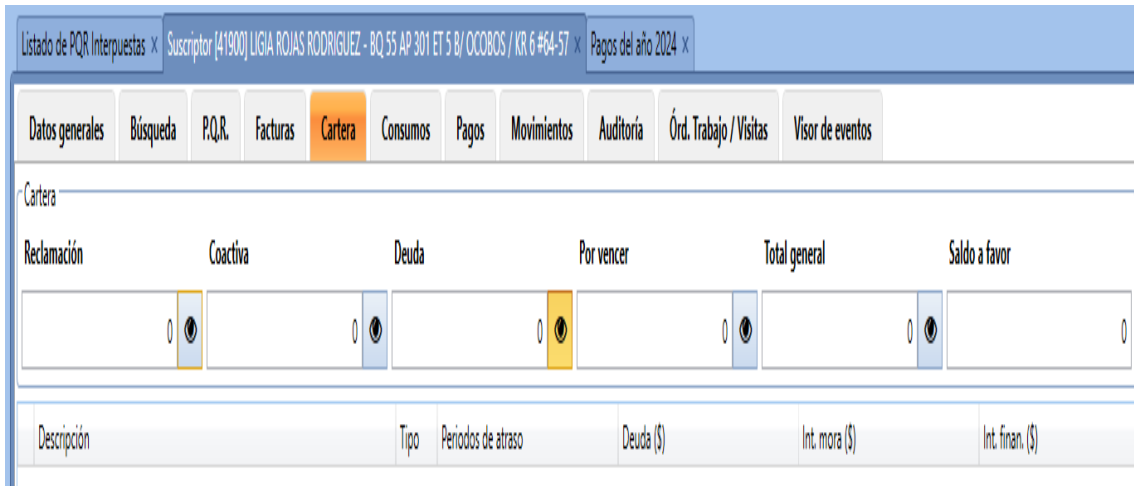 Listado de PQR Interpuestas × Suscriptor [41900] LIGIA ROJAS RODRIGUEZ - BQ 55 AP 301 ET 5 B/ OCOBOS / KR 6 #64-57 × Pagos del año 2024 ×
Datos generales Búsqueda P.Q.R. Facturas Cartera Consumos Pagos Movimientos Auditoría Órd. Trabajo / Visitas Visor de eventos
Cartera
Reclamación Coactiva Deuda Por vencer Total general Saldo a favor
0 0 0 0 0 0
Descripción Tipo Periodos de atraso Deuda ($) Int. mora ($) Int. finan. ($)